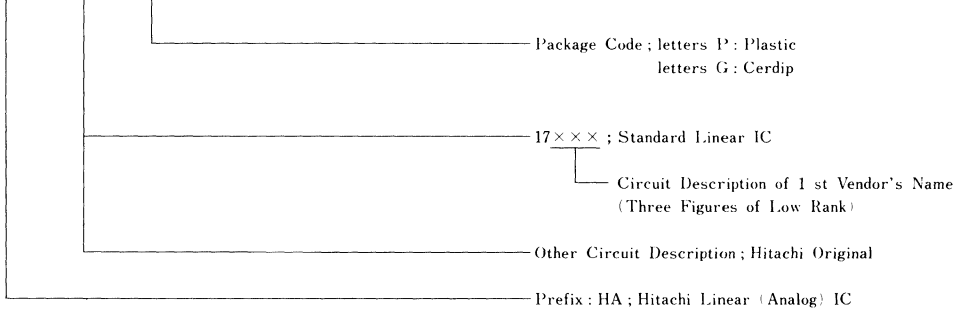 Package Code ; letters P : Plastic
letters G : Cerdip
17××× ; Standard Linear IC
Circuit Description of 1 st Vendor's Name
(Three Figures of Low Rank)
Other Circuit Description ; Hitachi Original
Prefix : HA ; Hitachi Linear (Analog) IC